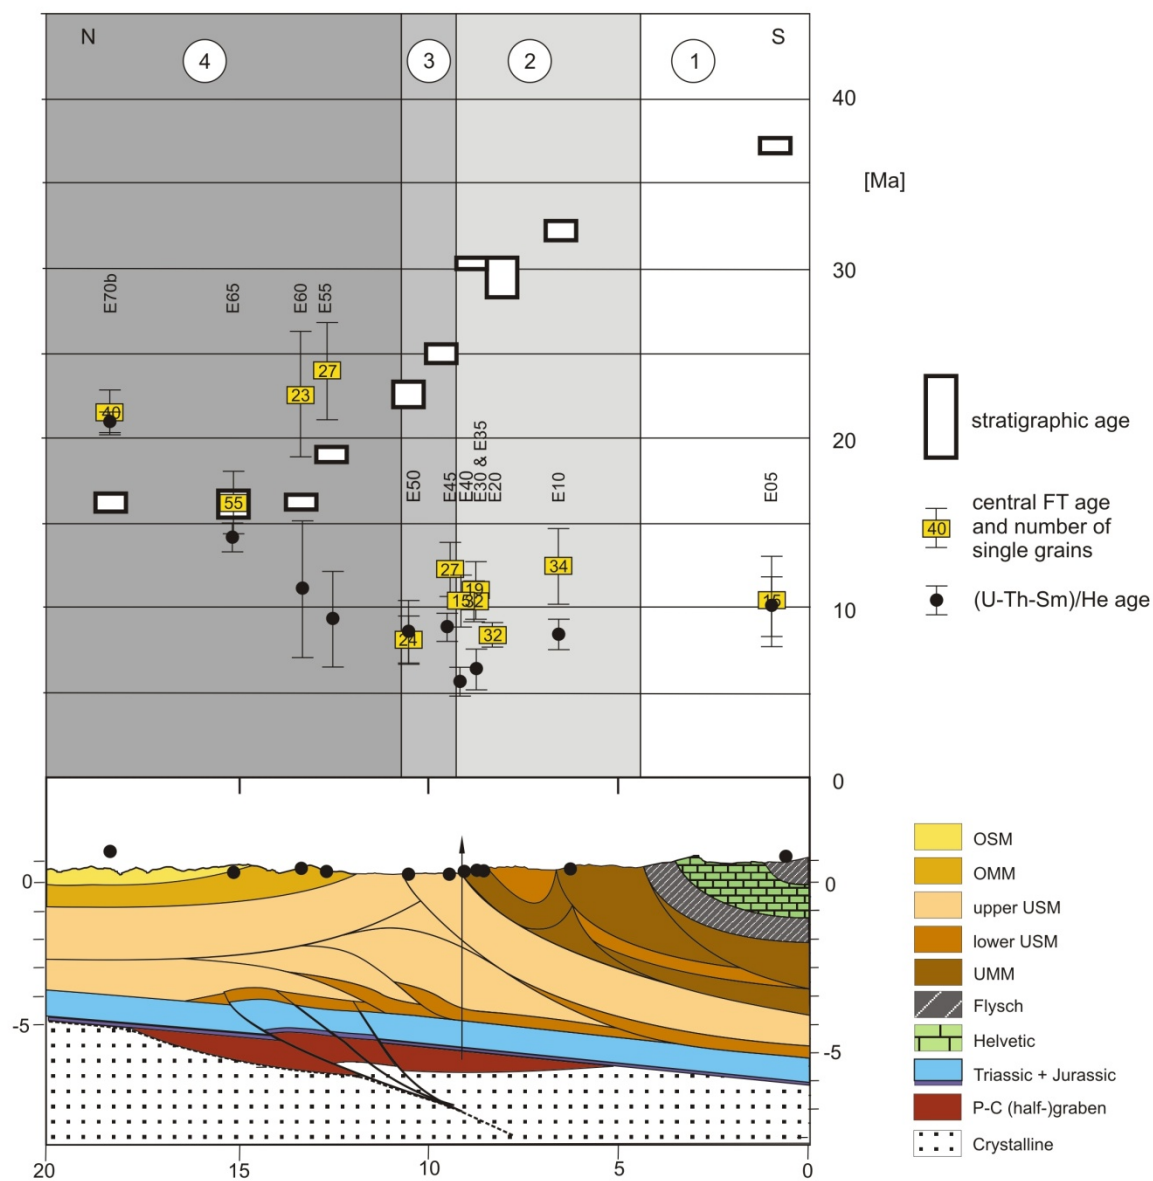 N
S
4
3
2
1
40
[Ma]
30
20
10
0
E70b
E65
E60
E55
E50
E45
E40
E30 & E35
E20
E10
E05
40
55
23
27
24
27
15
19
32
32
34
15
stratigraphic age
40
central FT age
and number of
single grains
(U-Th-Sm)/He age
0
-5
0
-5
20
15
10
5
0
OSM
OMM
upper USM
lower USM
UMM
Flysch
Helvetic
Triassic + Jurassic
P-C (half-)graben
Crystalline